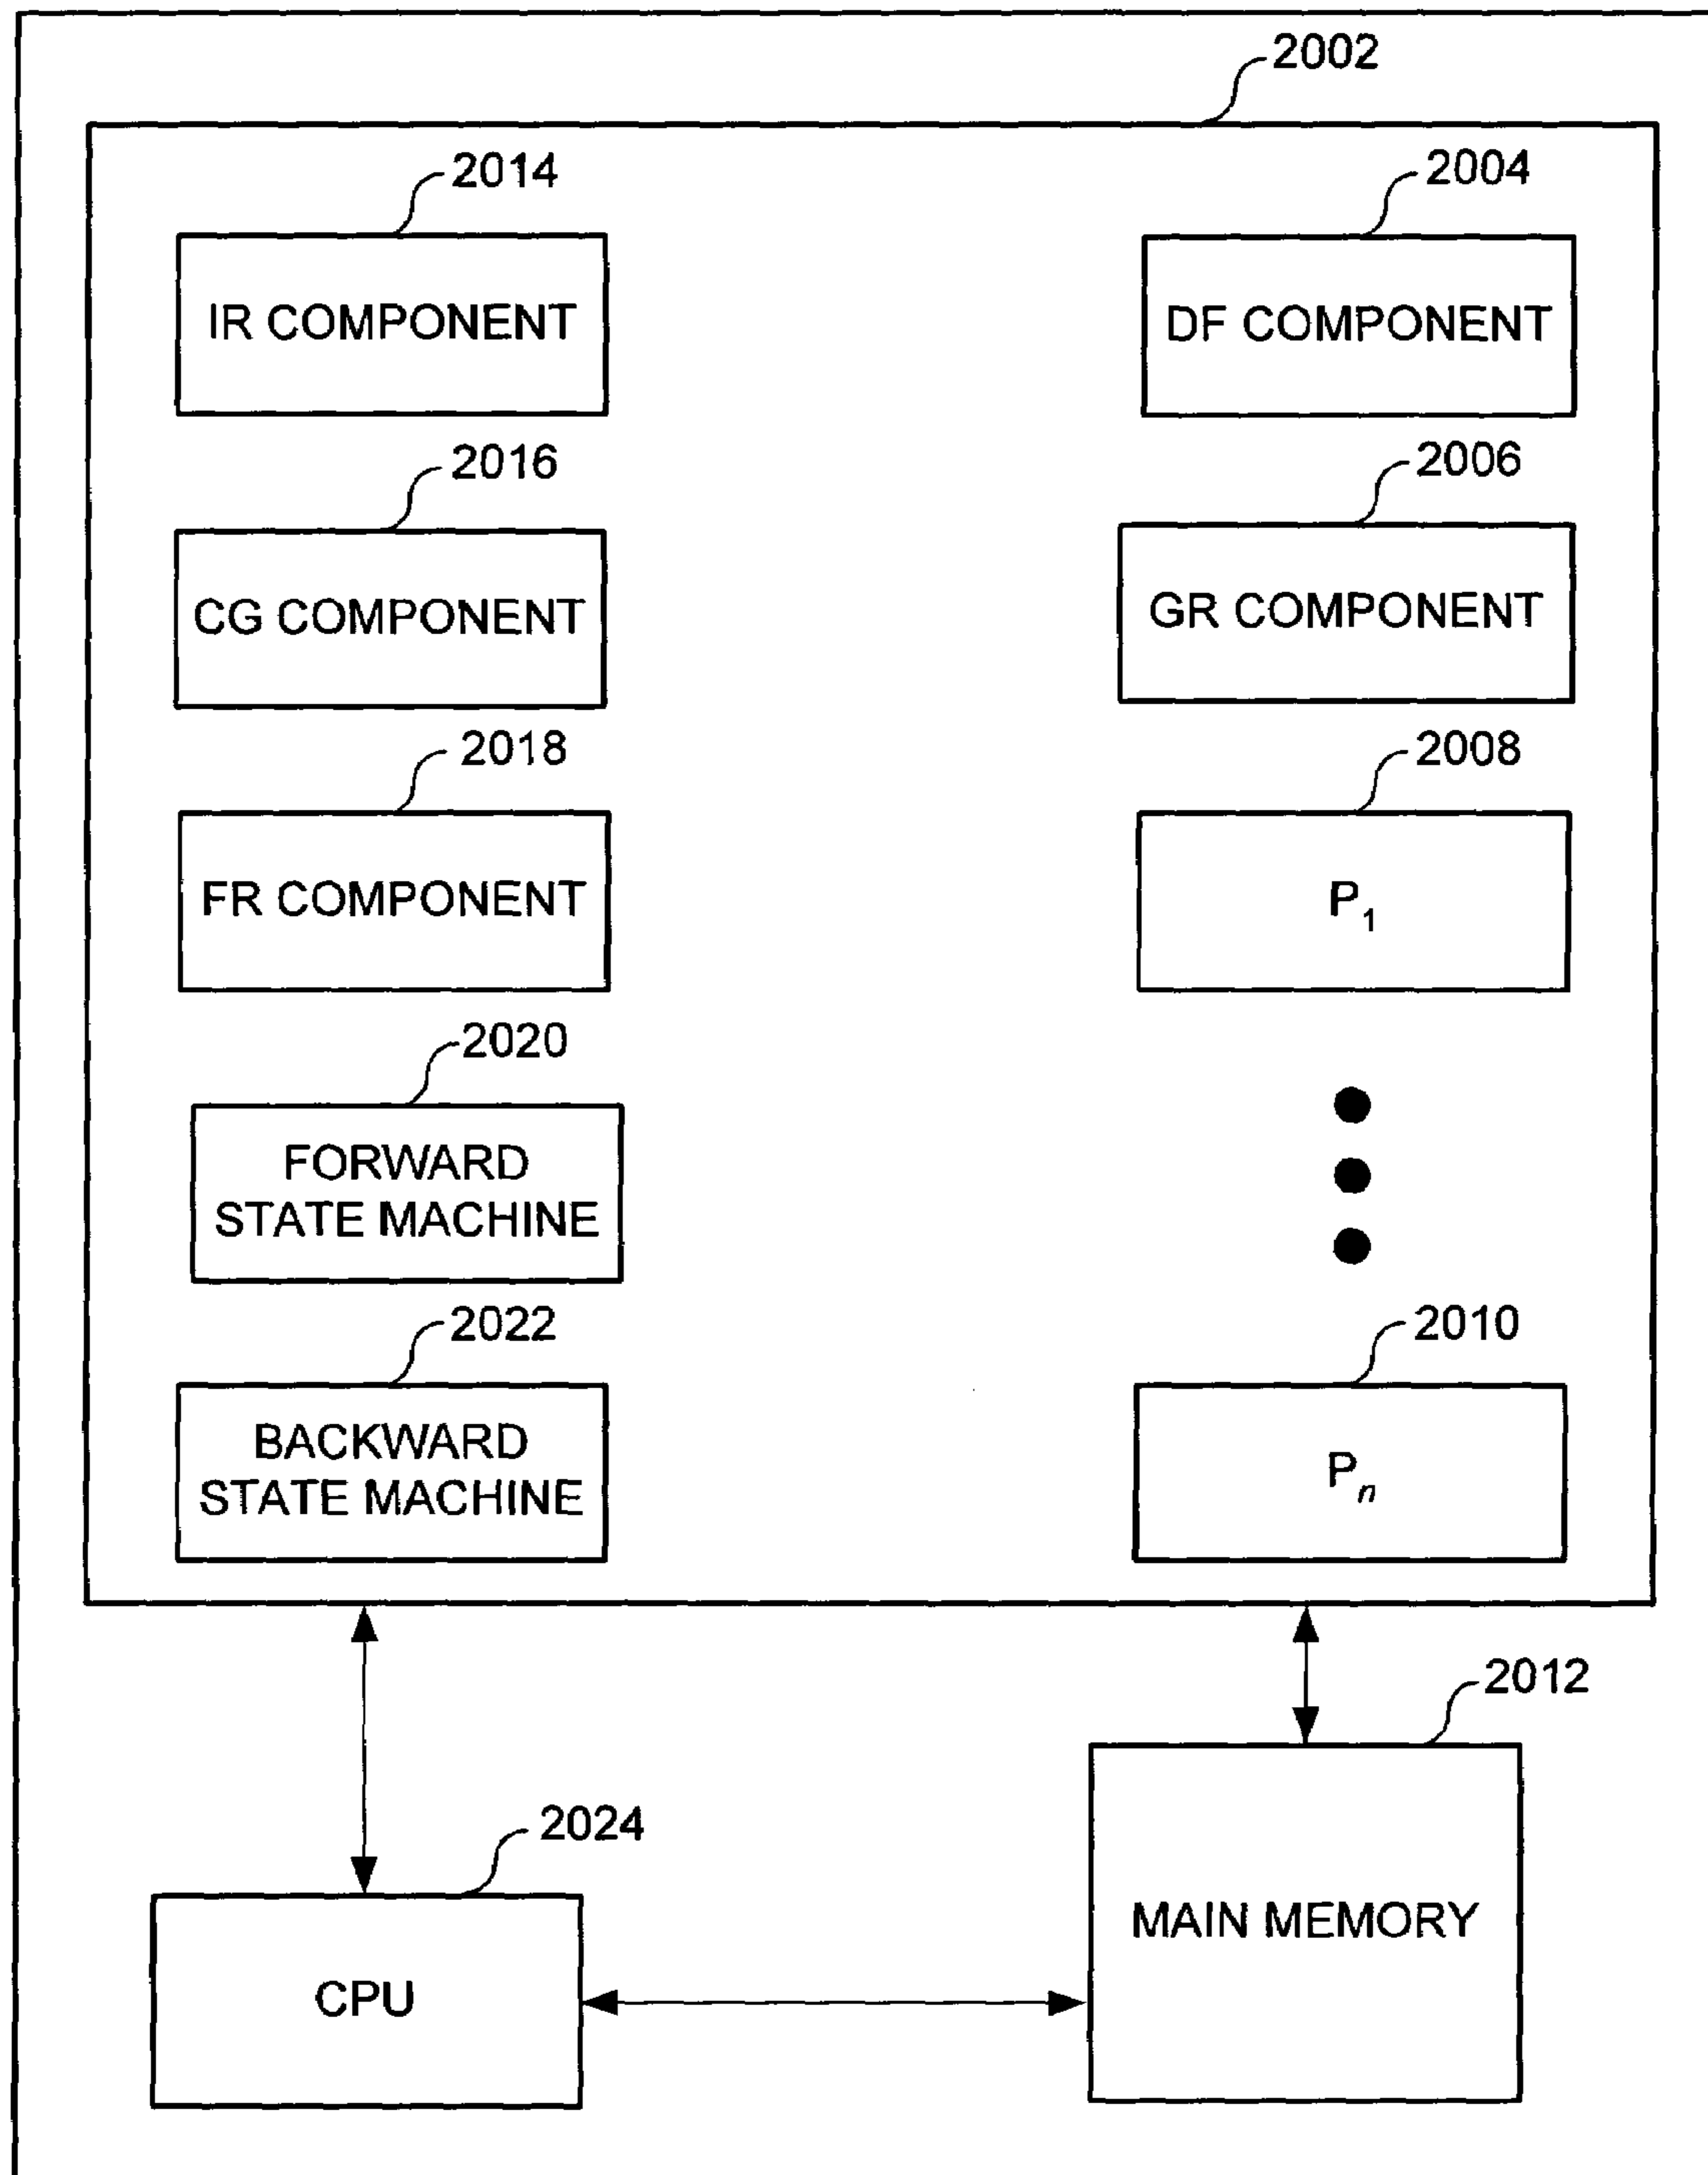 2002
2014
2004
IR COMPONENT
DF COMPONENT
2016
2006
CG COMPONENT
GR COMPONENT
2018
2008
FR COMPONENT
P1
2020
FORWARD
STATE MACHINE
2022
2010
BACKWARD
STATE MACHINE
Pn
2012
2024
MAIN MEMORY
CPU